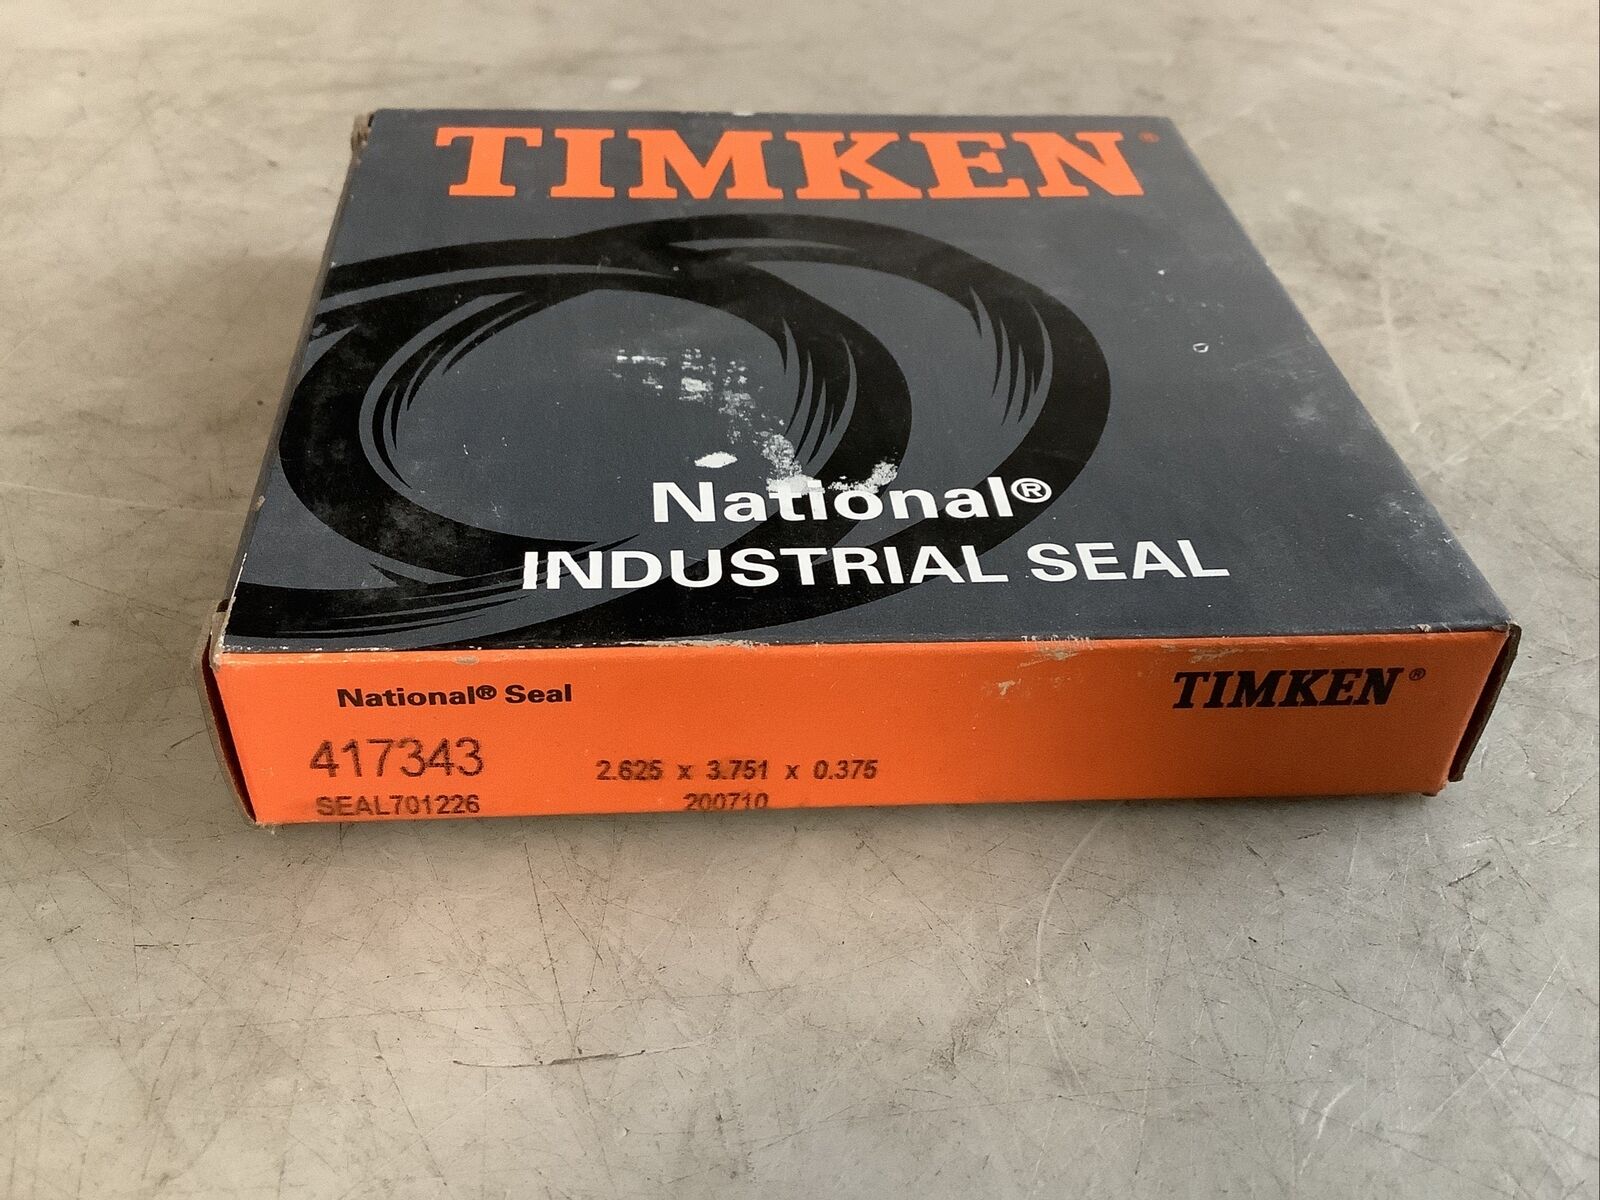 TIMKEN®
National®
INDUSTRIAL SEAL
National® Seal
TIMKEN®
417343
2.625 x 3.751 x 0.375
SEAL701226
200710